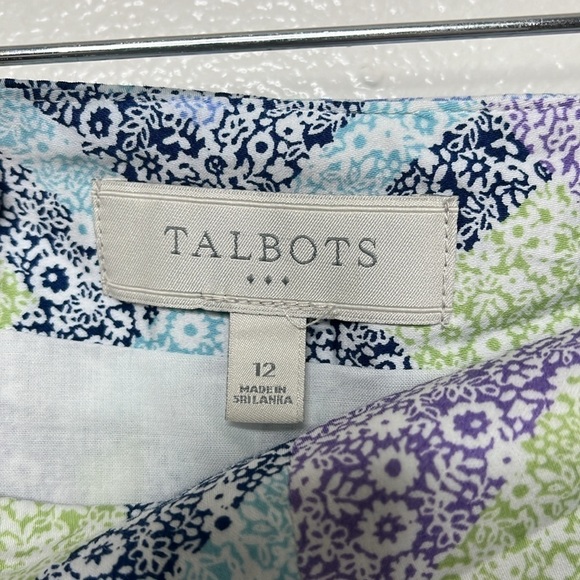 TALBOTS
12
MADE IN
SRI LANKA